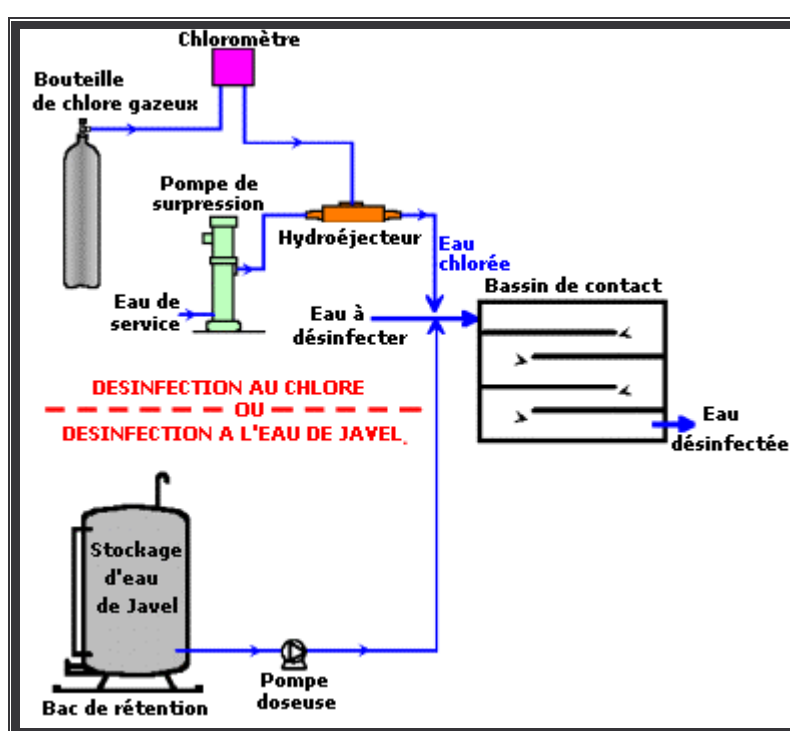 Chloromètre
Bouteille
de chlore gazeux
Pompe de
surpression
Hydroéjecteur
Eau
chlorée
Bassin de contact
Eau de
service
Eau à
désinfecter
DESINFECTION AU CHLORE
OU
DESINFECTION A L'EAU DE JAVEL
Eau
désinfectée
Stockage
d'eau
de Javel
Pompe
doseuse
Bac de rétention